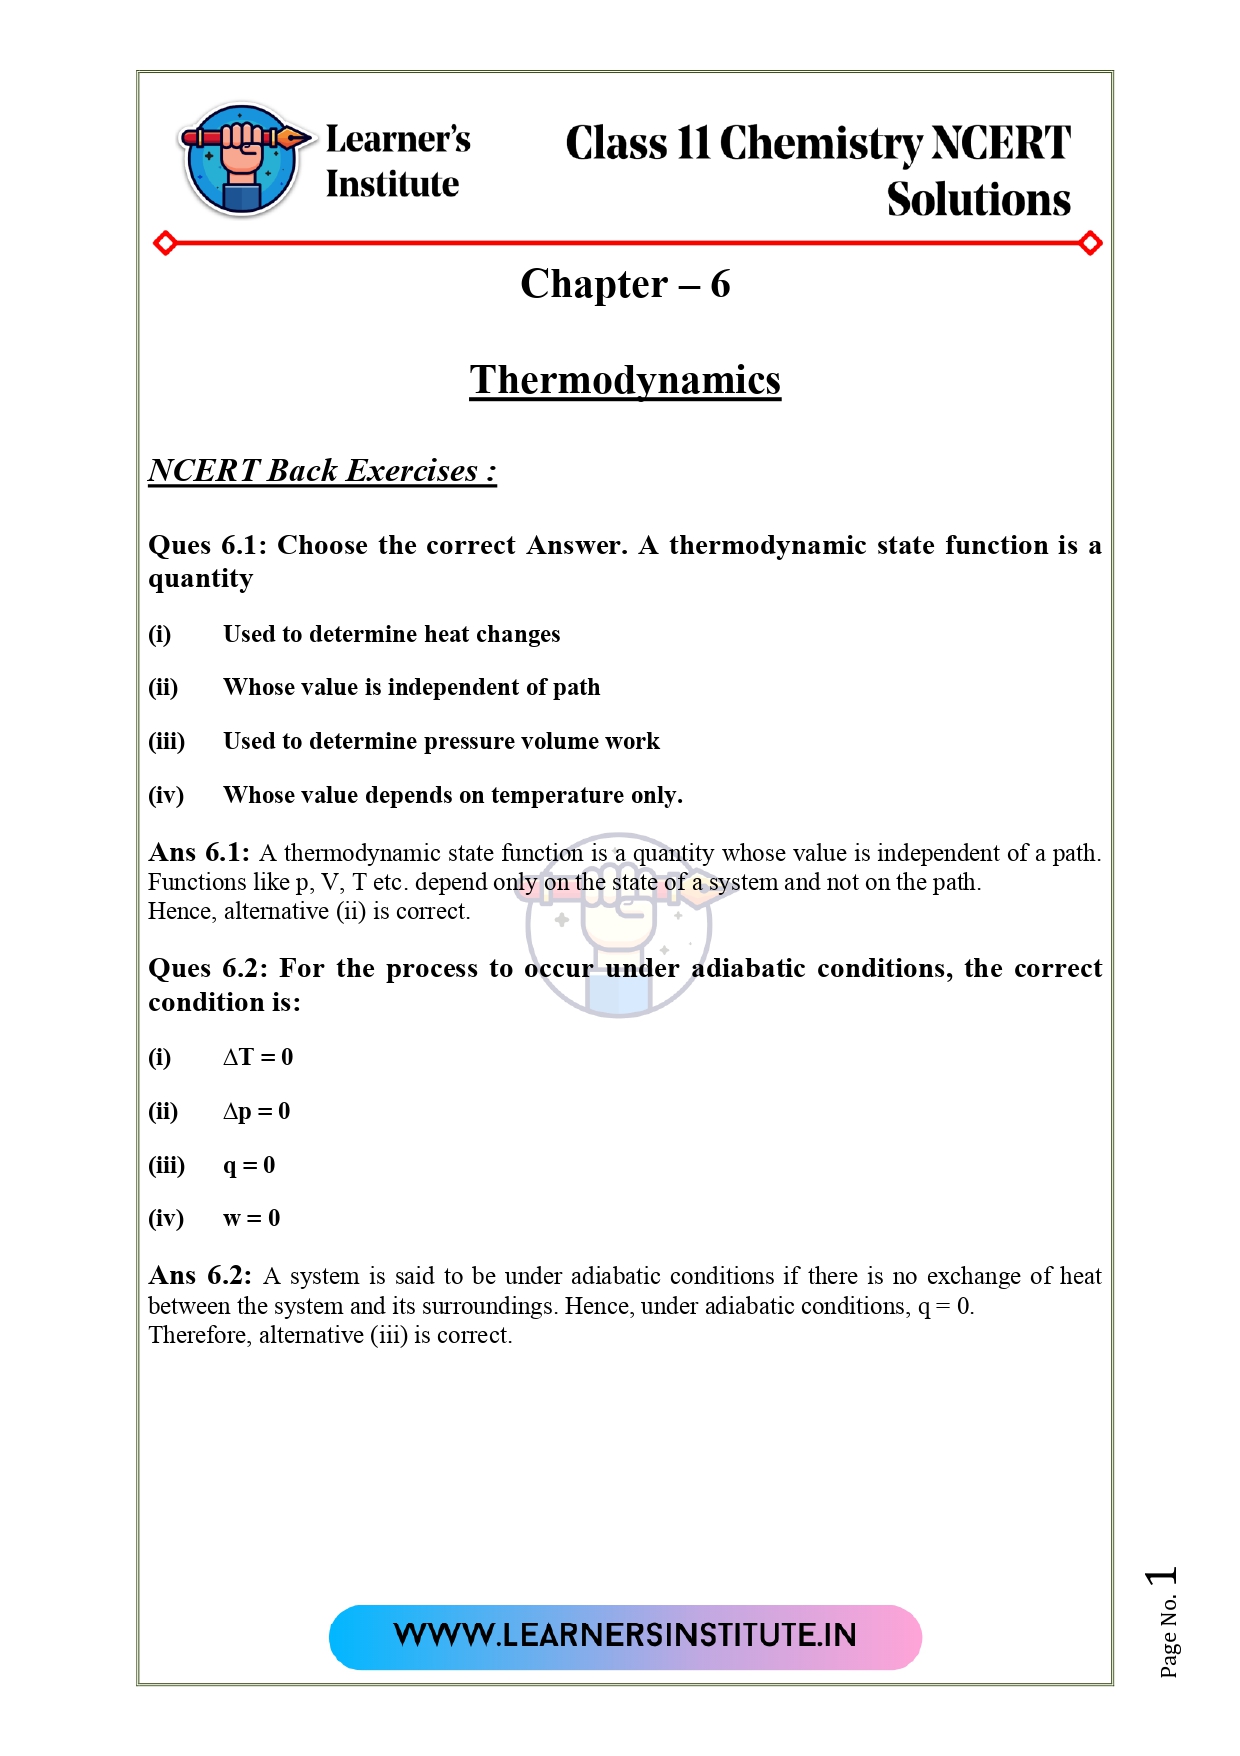 Learner's
Institute
Class 11 Chemistry NCERT
Solutions
Chapter – 6
Thermodynamics
NCERT Back Exercises :
Ques 6.1: Choose the correct Answer. A thermodynamic state function is a
quantity
(i) Used to determine heat changes
(ii) Whose value is independent of path
(iii) Used to determine pressure volume work
(iv) Whose value depends on temperature only.
Ans 6.1: A thermodynamic state function is a quantity whose value is independent of a path.
Functions like p, V, T etc. depend only on the state of a system and not on the path.
Hence, alternative (ii) is correct.
Ques 6.2: For the process to occur under adiabatic conditions, the correct
condition is:
(i) ∆T = 0
(ii) ∆p = 0
(iii) q = 0
(iv) w = 0
Ans 6.2: A system is said to be under adiabatic conditions if there is no exchange of heat
between the system and its surroundings. Hence, under adiabatic conditions, q = 0.
Therefore, alternative (iii) is correct.
WWW.LEARNERSINSTITUTE.IN
Page No. 1